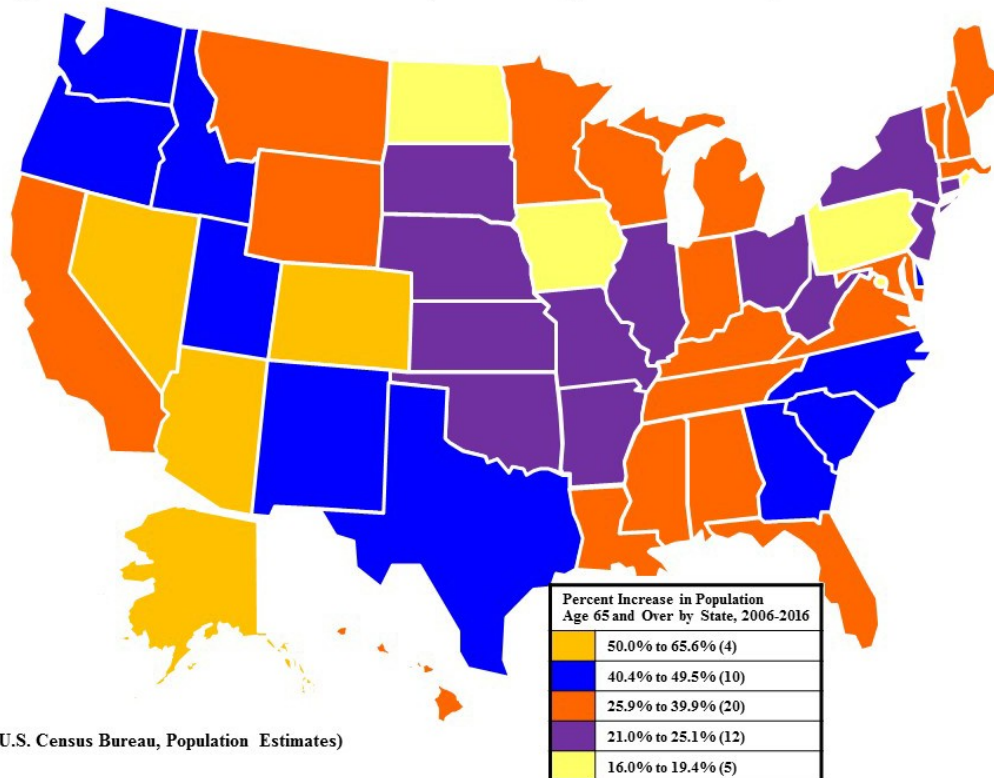 Percent Increase in Population
Age 65 and Over by State, 2006-2016
50.0% to 65.6% (4)
40.4% to 49.5% (10)
25.9% to 39.9% (20)
21.0% to 25.1% (12)
16.0% to 19.4% (5)
U.S. Census Bureau, Population Estimates)